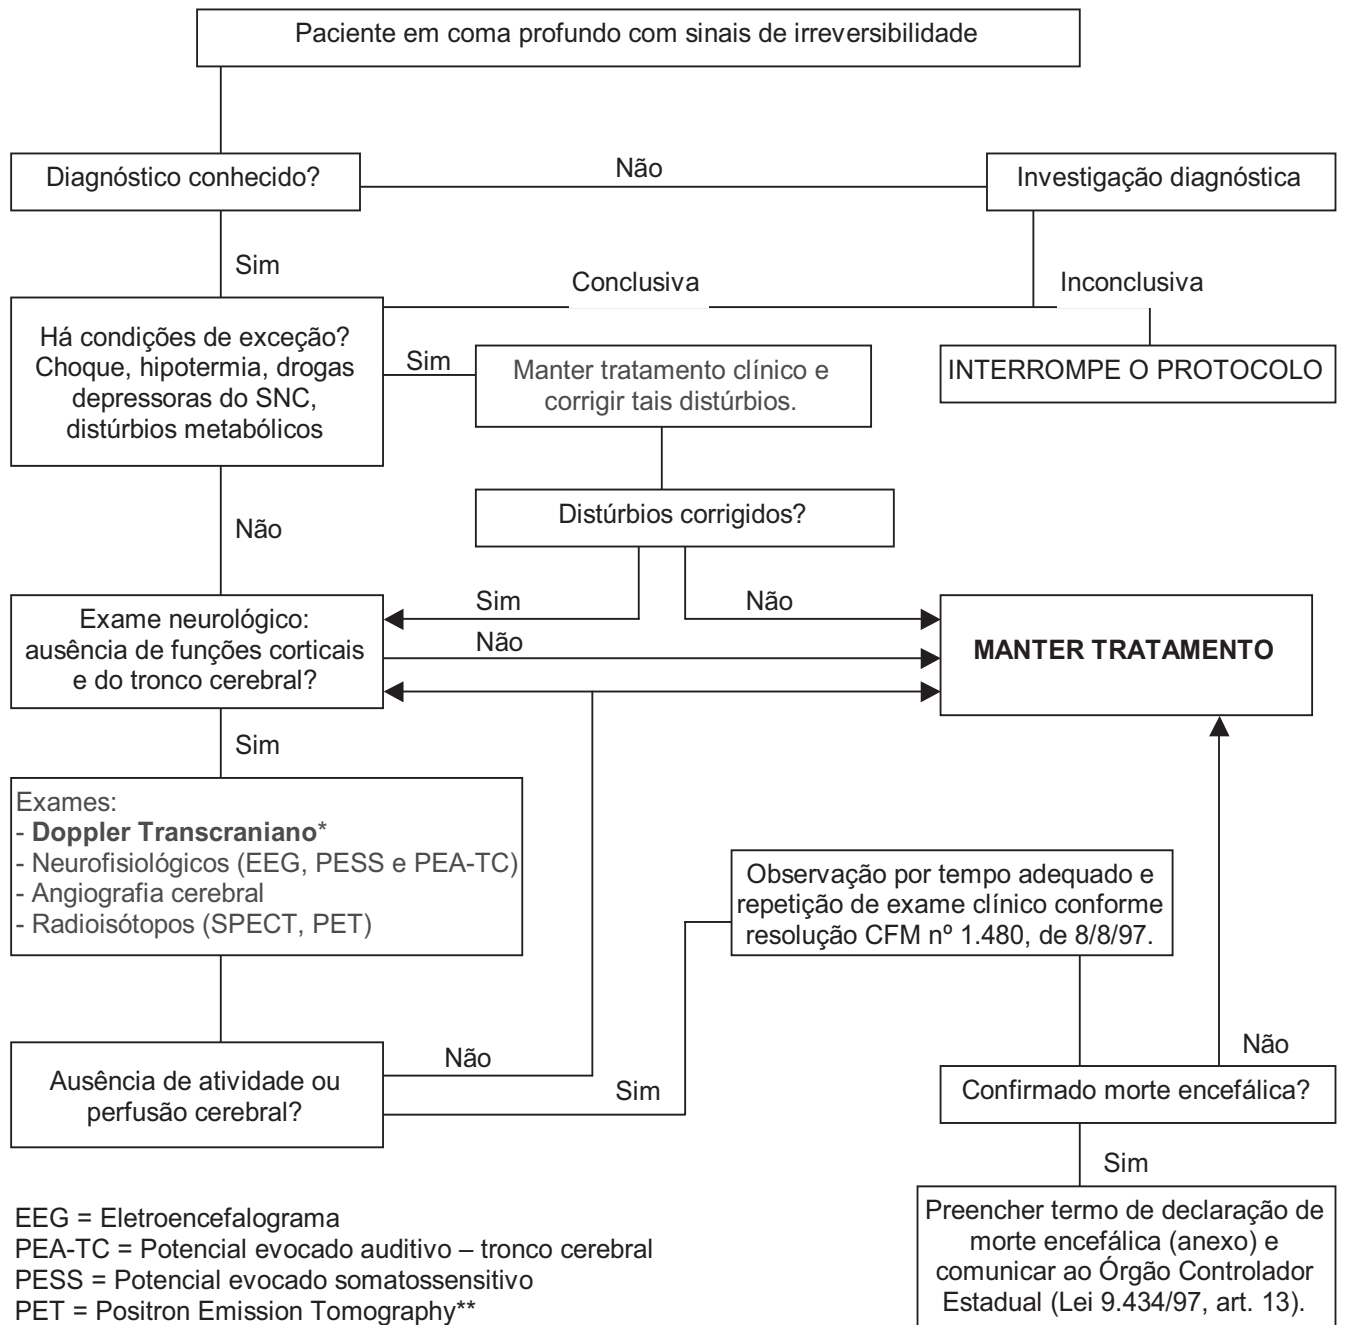 Paciente em coma profundo com sinais de irreversibilidade
Diagnóstico conhecido?
Não
Investigação diagnóstica
Sim
Conclusiva
Inconclusiva
Há condições de exceção?
Choque, hipotermia, drogas
depressoras do SNC,
distúrbios metabólicos
Sim
Manter tratamento clínico e
corrigir tais distúrbios.
INTERROMPE O PROTOCOLO
Não
Distúrbios corrigidos?
Sim
Não
Exame neurológico:
ausência de funções corticais
e do tronco cerebral?
Não
MANTER TRATAMENTO
Sim
Exames:
- Doppler Transcraniano*
- Neurofisiológicos (EEG, PESS e PEA-TC)
- Angiografia cerebral
- Radioisótopos (SPECT, PET)
Observação por tempo adequado e
repetição de exame clínico conforme
resolução CFM nº 1.480, de 8/8/97.
Ausência de atividade ou
perfusão cerebral?
Não
Sim
Não
Confirmado morte encefálica?
Sim
Preencher termo de declaração de
morte encefálica (anexo) e
comunicar ao Órgão Controlador
Estadual (Lei 9.434/97, art. 13).
EEG = Eletroencefalograma
PEA-TC = Potencial evocado auditivo – tronco cerebral
PESS = Potencial evocado somatossensitivo
PET = Positron Emission Tomography**